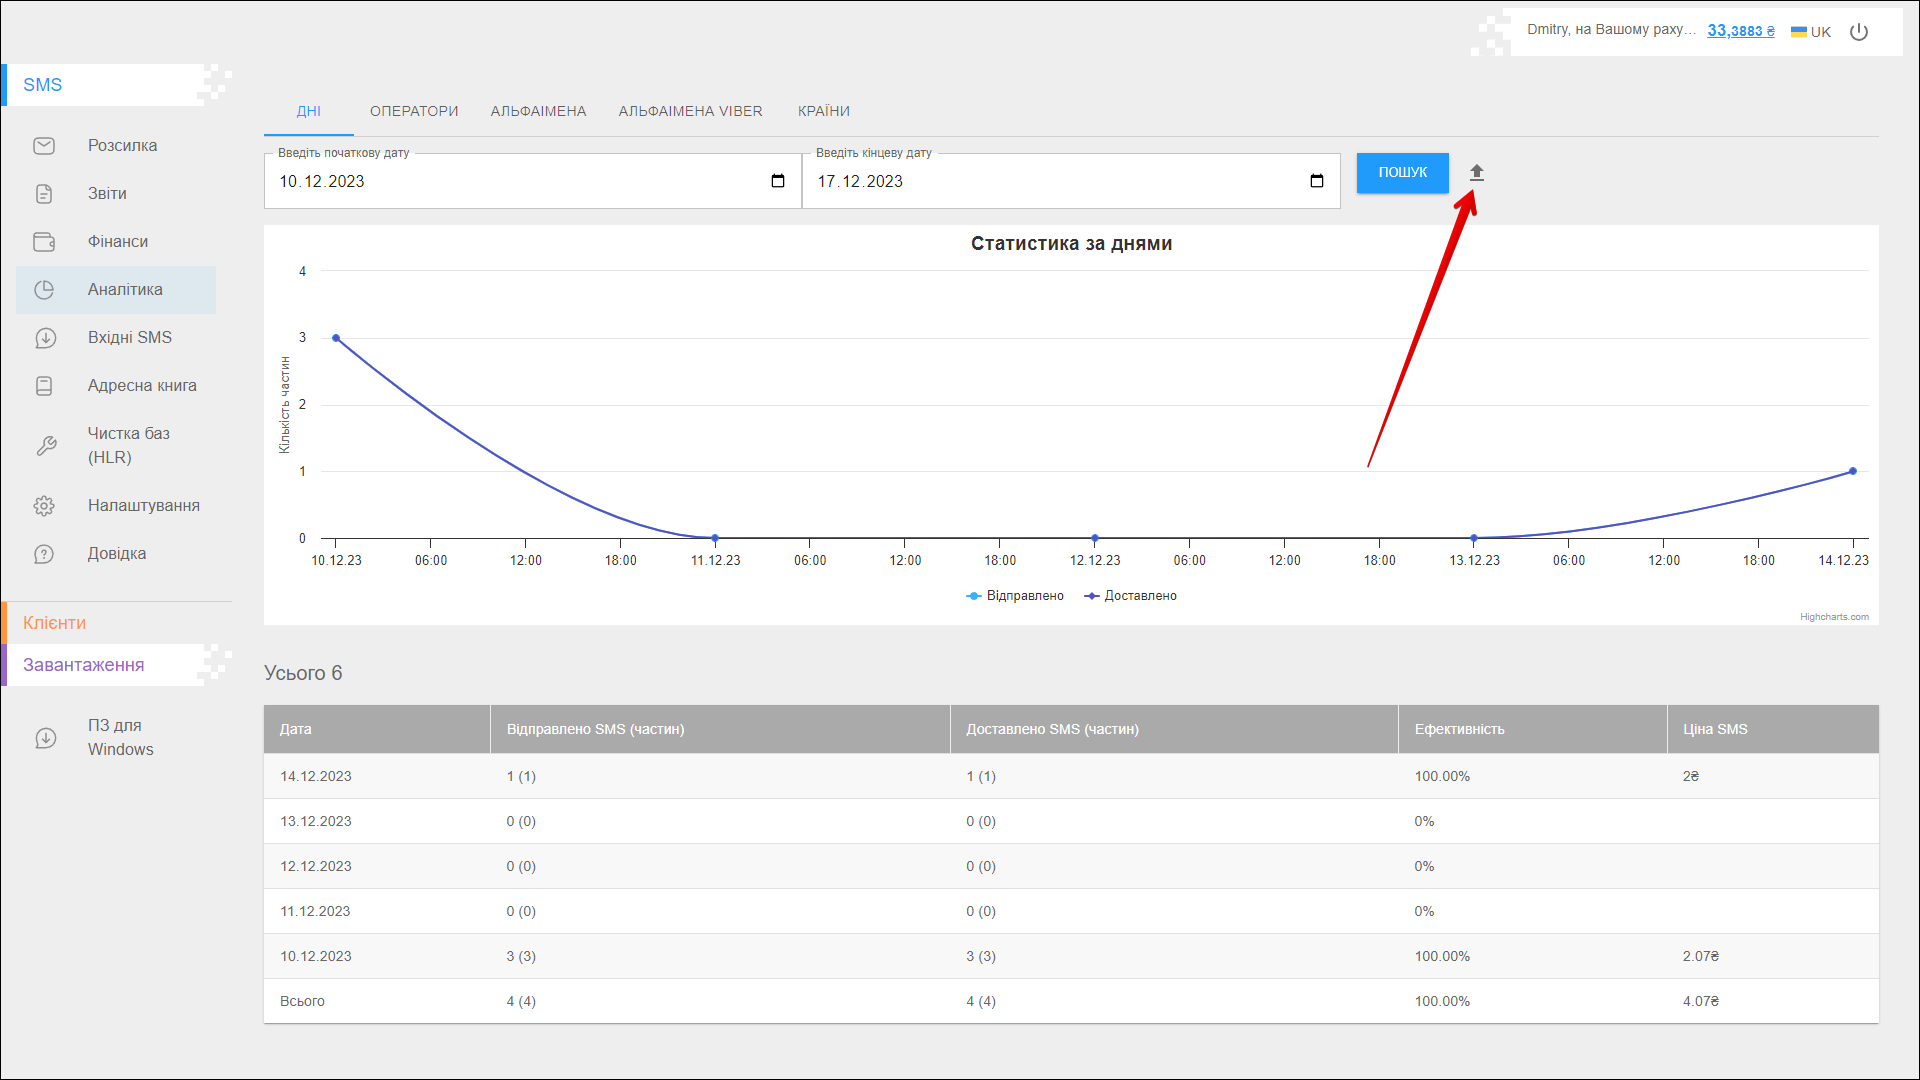 Dmitry, на Вашому раху... 33,3883 ₴ UK
SMS
Розсилка
Звіти
Фінанси
Аналітика
Вхідні SMS
Адресна книга
Чистка баз
(HLR)
Налаштування
Довідка
Клієнти
Завантаження
ПЗ для
Windows
ДНІ ОПЕРАТОРИ АЛЬФАІМЕНА АЛЬФАІМЕНА VIBER КРАЇНИ
Введіть початкову дату Введіть кінцеву дату
10.12.2023 17.12.2023 ПОШУК
Статистика за днями
Кількість частин
4
3
2
1
0
10.12.23 06:00 12:00 18:00 11.12.23 06:00 12:00 18:00 12.12.23 06:00 12:00 18:00 13.12.23 06:00 12:00 18:00 14.12.23
Відправлено Доставлено
Highcharts.com
Усього 6
Дата Відправлено SMS (частин) Доставлено SMS (частин) Ефективність Ціна SMS
14.12.2023 1 (1) 1 (1) 100.00% 2₴
13.12.2023 0 (0) 0 (0) 0%
12.12.2023 0 (0) 0 (0) 0%
11.12.2023 0 (0) 0 (0) 0%
10.12.2023 3 (3) 3 (3) 100.00% 2.07₴
Всього 4 (4) 4 (4) 100.00% 4.07₴